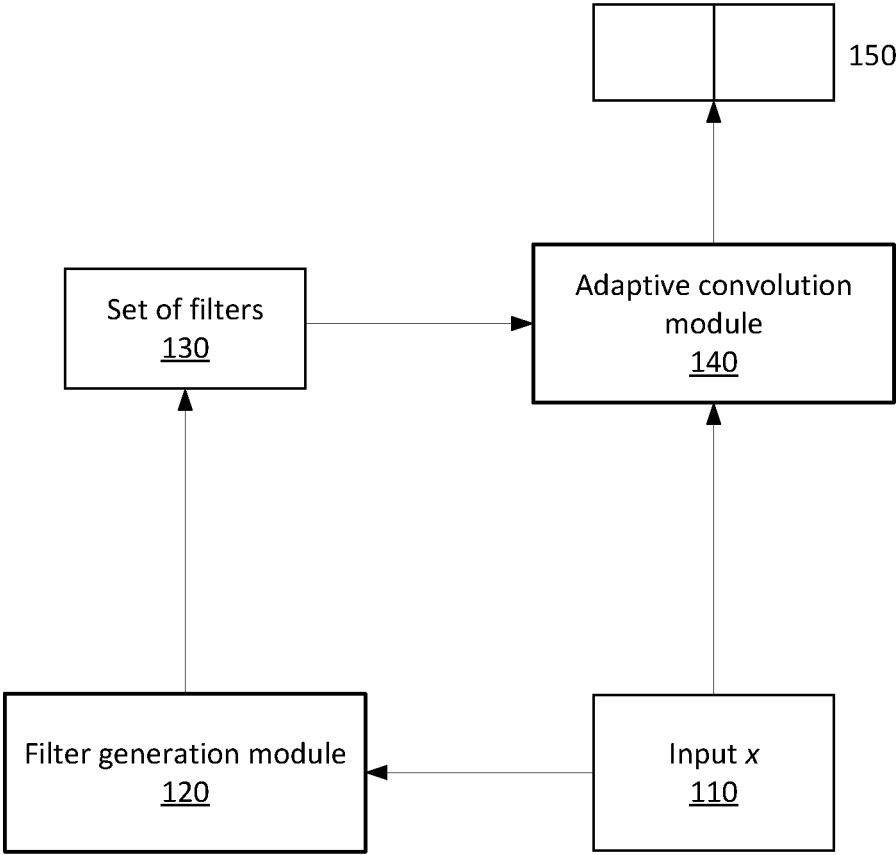 150
Set of filters
130
Adaptive convolution
module
140
Filter generation module
120
Input x
110